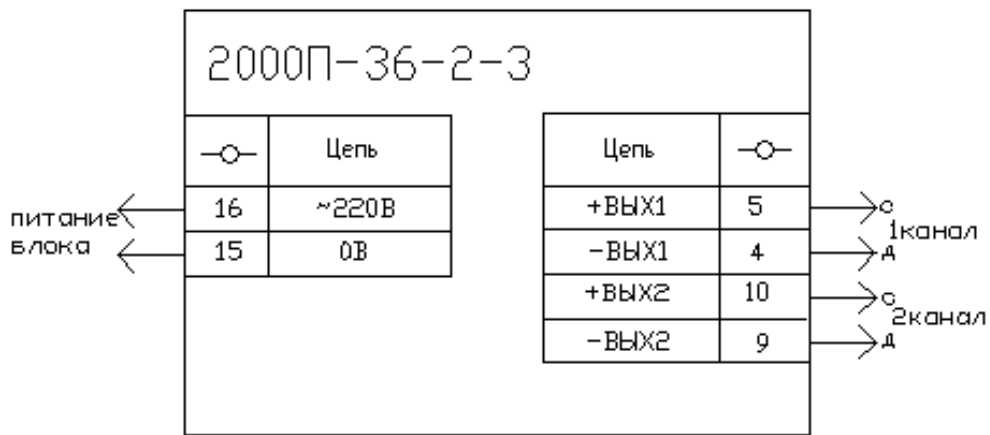 2000П-36-2-3
Цепь
16 ~220В
15 0В
питание
блока
Цепь
+ВЫХ1 5
-ВЫХ1 4
+ВЫХ2 10
-ВЫХ2 9
с
1канал
д
с
2канал
д